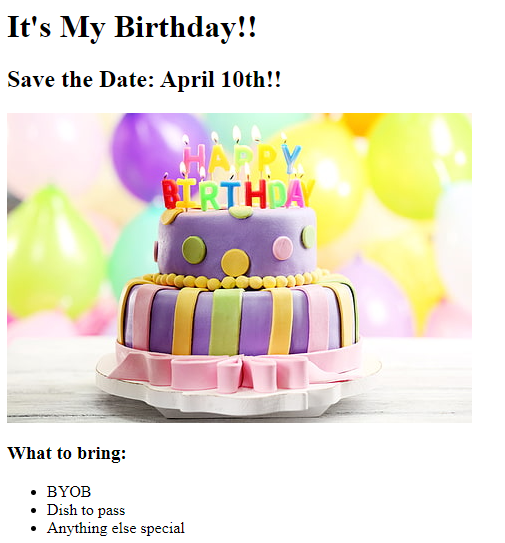 It's My Birthday!!
Save the Date: April 10th!!
HAPPY
BIRTHDAY
What to bring:
BYOB
Dish to pass
Anything else special